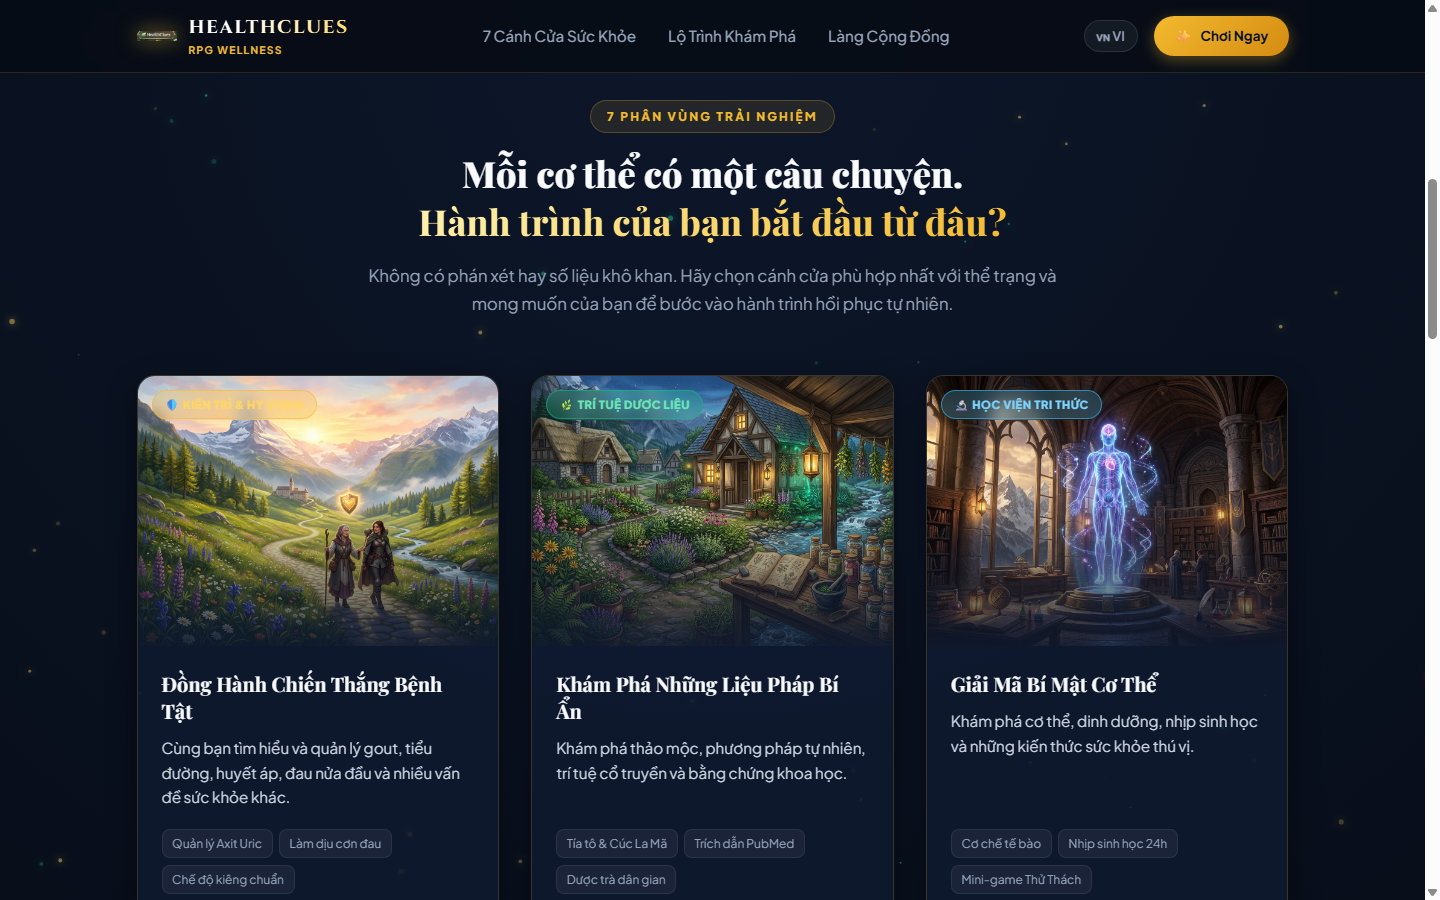 HEALTHCLUES
RPG WELLNESS
7 Cánh Cửa Sức Khỏe
Lộ Trình Khám Phá
Làng Cộng Đồng
VN VI
Chơi Ngay
7 PHÂN VÙNG TRẢI NGHIỆM
Mỗi cơ thể có một câu chuyện.
Hành trình của bạn bắt đầu từ đâu?
Không có phán xét hay số liệu khô khan. Hãy chọn cánh cửa phù hợp nhất với thể trạng và
mong muốn của bạn để bước vào hành trình hồi phục tự nhiên.
KIÊN TRÌ & HY
TRÍ TUỆ DƯỢC LIỆU
HỌC VIỆN TRI THỨC
Đồng Hành Chiến Thắng Bệnh
Tật
Cùng bạn tìm hiểu và quản lý gout, tiểu
đường, huyết áp, đau nửa đầu và nhiều vấn
đề sức khỏe khác.
Quản lý Axit Uric
Làm dịu cơn đau
Chế độ kiêng chuẩn
Khám Phá Những Liệu Pháp Bí
Ẩn
Khám phá thảo mộc, phương pháp tự nhiên,
trí tuệ cổ truyền và bằng chứng khoa học.
Tía tô & Cúc La Mã
Trích dẫn PubMed
Dược trà dân gian
Giải Mã Bí Mật Cơ Thể
Khám phá cơ thể, dinh dưỡng, nhịp sinh học
và những kiến thức sức khỏe thú vị.
Cơ chế tế bào
Nhịp sinh học 24h
Mini-game Thử Thách